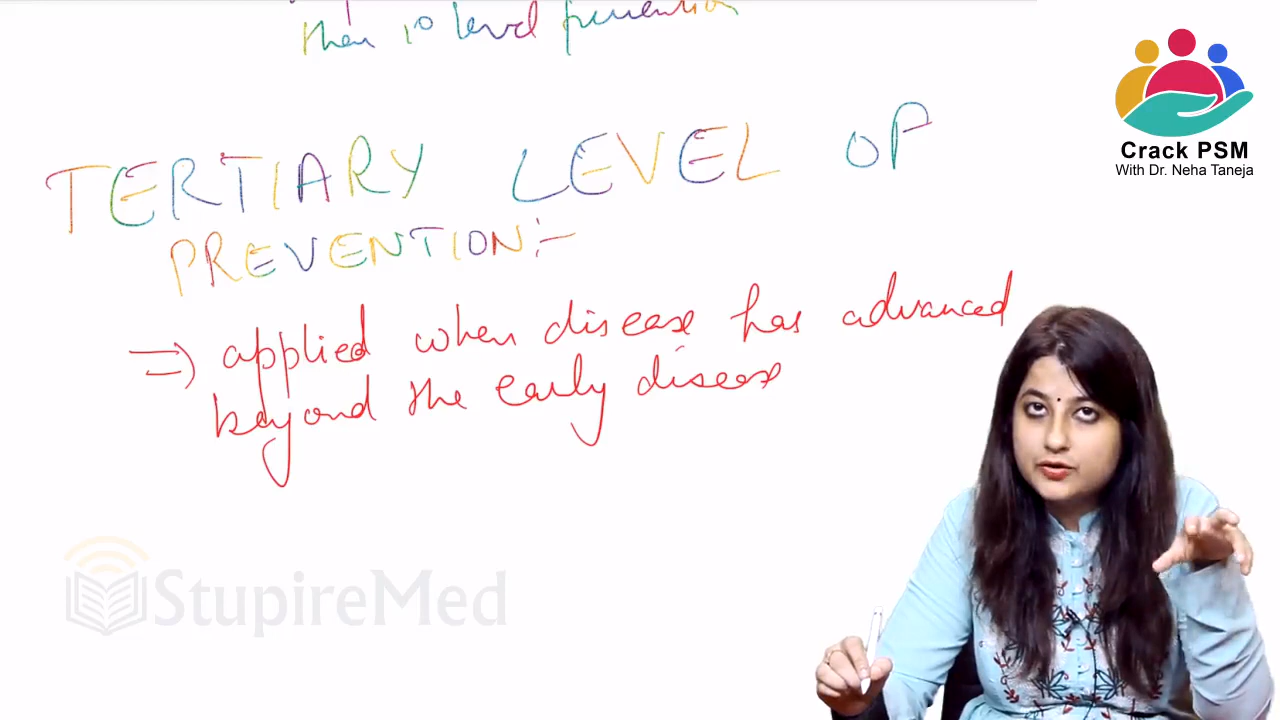 then 1° level prevention
TERTIARY LEVEL OF
PREVENTION:-
=> applied when disease has advanced
beyond the early disease
Crack PSM
With Dr. Neha Taneja
StupireMed